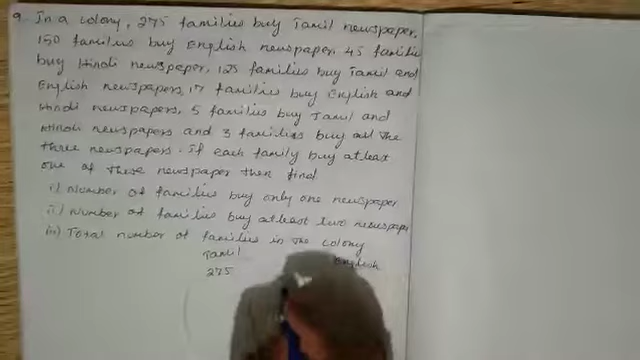 9. In a colony, 275 families buy Tamil newspaper,
150 families buy English newspaper, 45 families
buy Hindi newspaper, 125 families buy Tamil and
English newspapers, 17 families buy English and
Hindi newspapers, 5 families buy Tamil and
Hindi newspapers and 3 families buy all the
three newspapers. If each family buy atleast
one of these newspaper then find
i) Number of families buy only one newspaper
ii) Number of families buy atleast two newspaper
iii) Total number of families in the colony
Tamil English
275